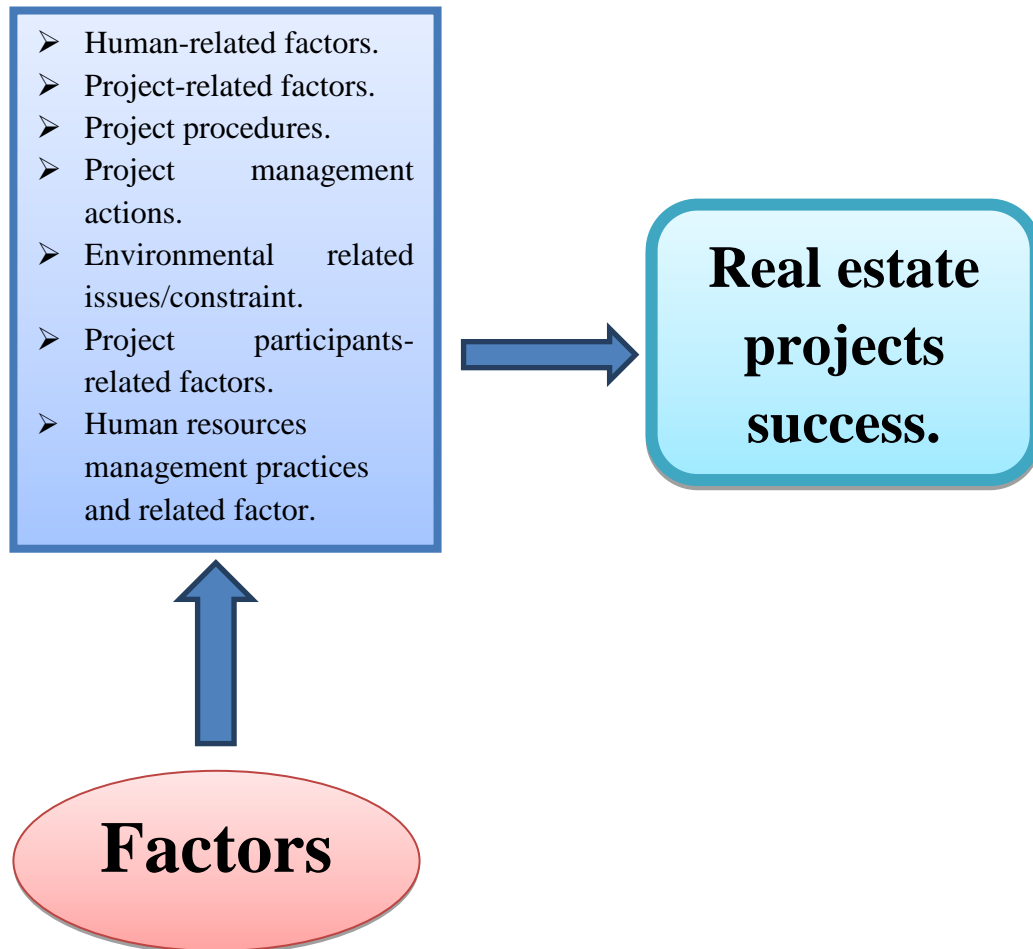 ➢ Human-related factors.
➢ Project-related factors.
➢ Project procedures.
➢ Project management
actions.
➢ Environmental related
issues/constraint.
➢ Project participants-
related factors.
➢ Human resources
management practices
and related factor.
Real estate
projects
success.
Factors